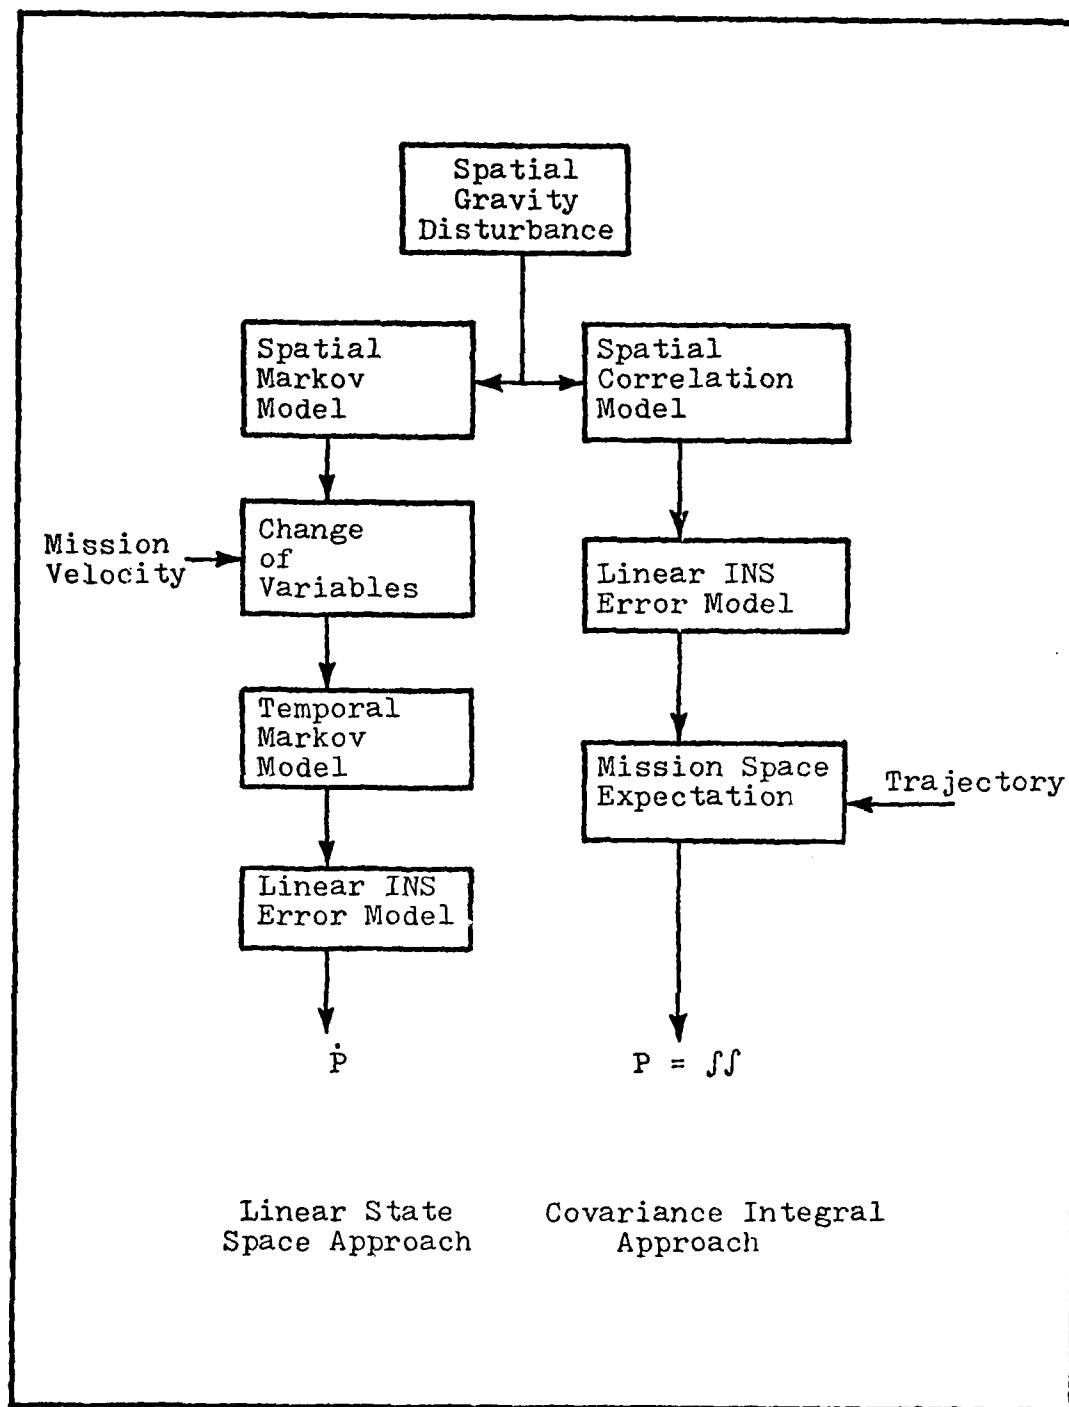 Spatial
Gravity
Disturbance
Spatial
Markov
Model
Spatial
Correlation
Model
Mission
Velocity
Change
of
Variables
Linear INS
Error Model
Temporal
Markov
Model
Mission Space
Expectation
Trajectory
Linear INS
Error Model
Ṗ
P = ∫∫
Linear State
Space Approach
Covariance Integral
Approach